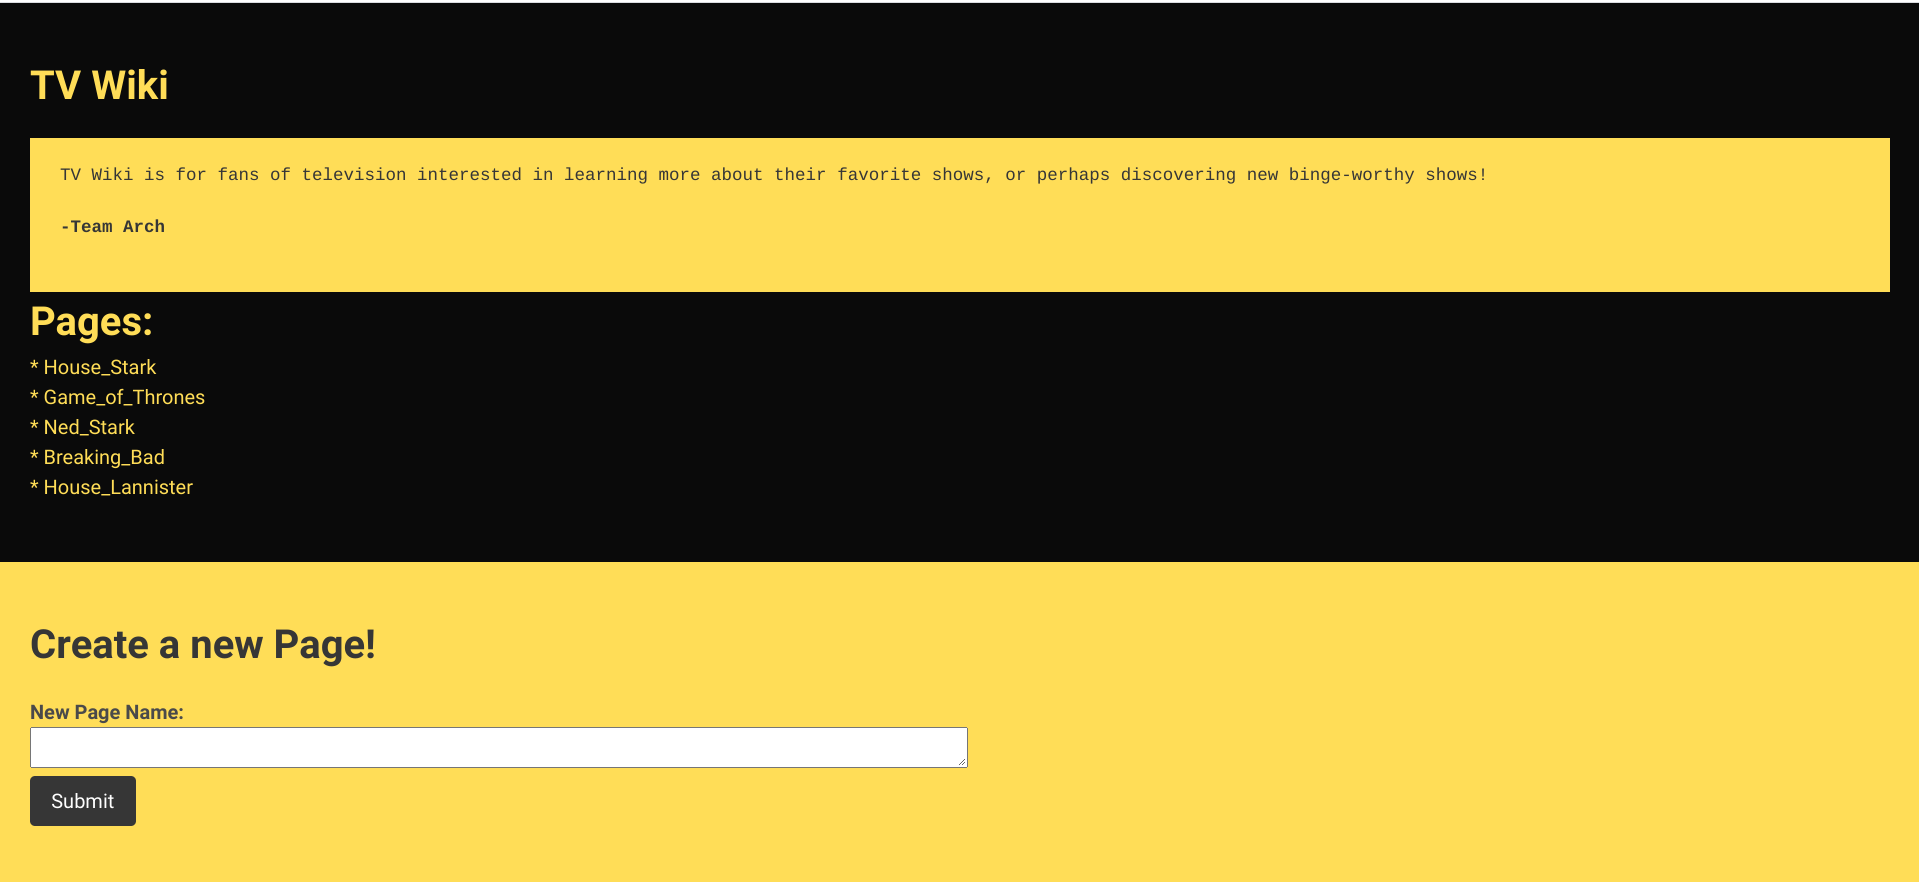 TV Wiki
TV Wiki is for fans of television interested in learning more about their favorite shows, or perhaps discovering new binge-worthy shows!
-Team Arch
Pages:
* House_Stark
* Game_of_Thrones
* Ned_Stark
* Breaking_Bad
* House_Lannister
Create a new Page!
New Page Name:
Submit